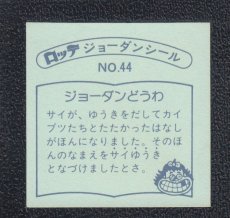 ロッテ ジョーダンシール
NO.44
ジョーダンどうわ
サイが、ゆうきをだしてカイ
ブツたちとたたかったはなし
がほんになりました。そのほ
んのなまえをサイゆうき
となづけましたとさ。